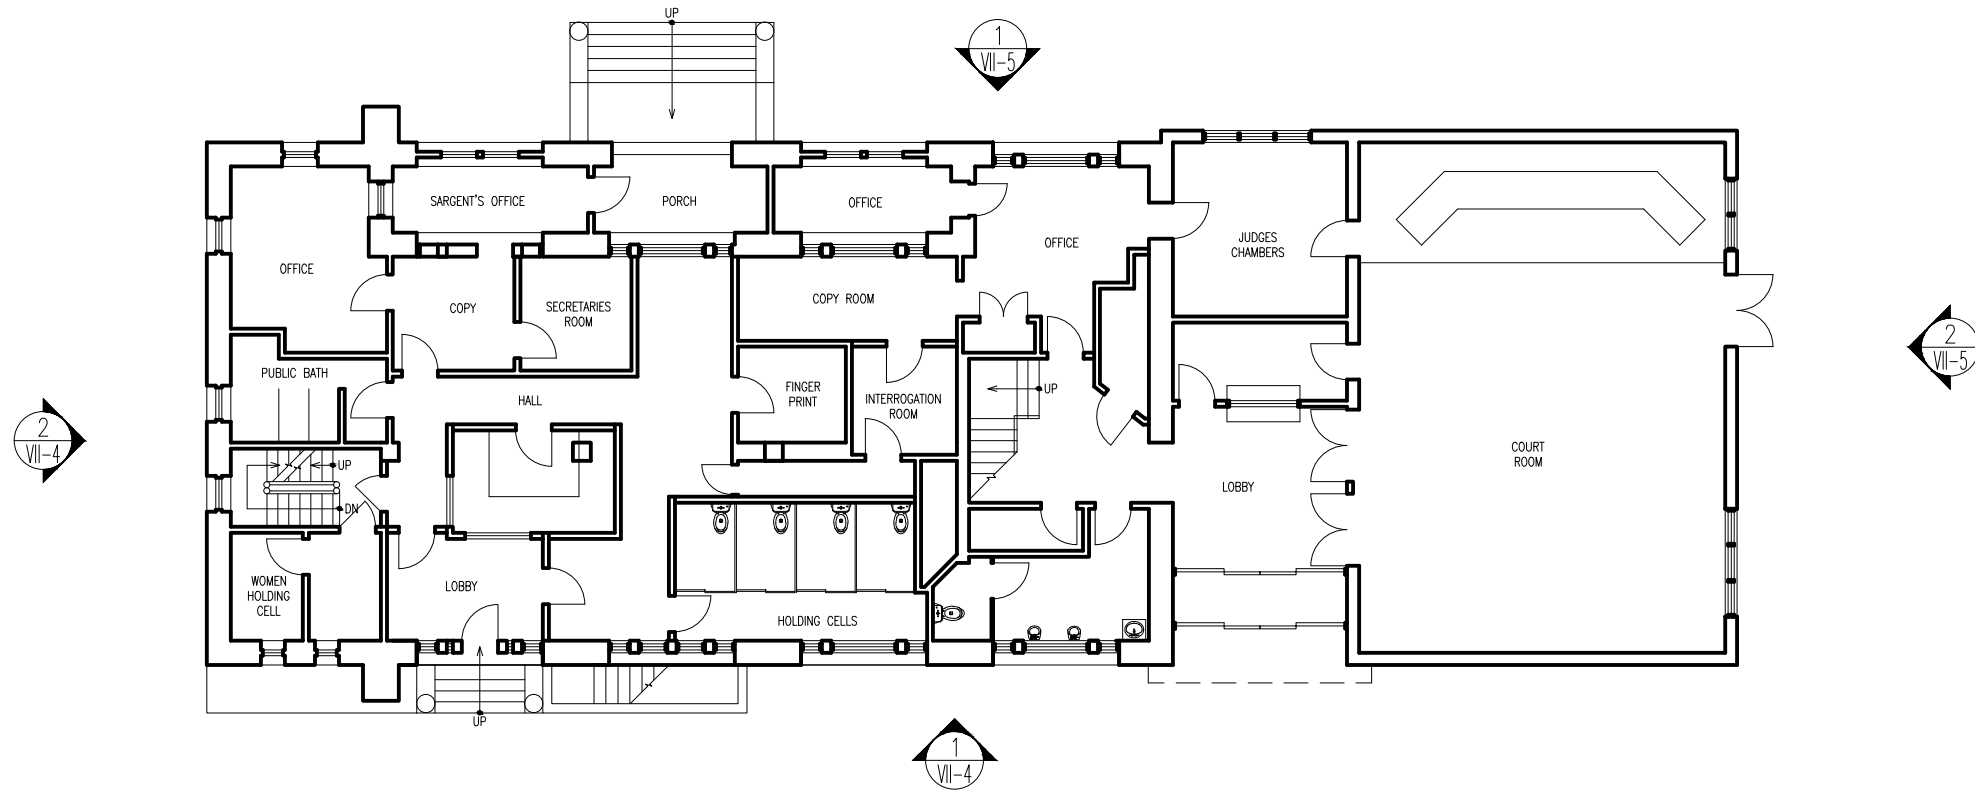 UP
1
VII-5
SARGENT'S OFFICE
PORCH
OFFICE
OFFICE
JUDGES
CHAMBERS
OFFICE
COPY
SECRETARIES
ROOM
COPY ROOM
2
VII-5
PUBLIC BATH
HALL
FINGER
PRINT
INTERROGATION
ROOM
UP
2
VII-4
UP
DN
COURT
ROOM
LOBBY
WOMEN
HOLDING
CELL
LOBBY
HOLDING CELLS
UP
1
VII-4